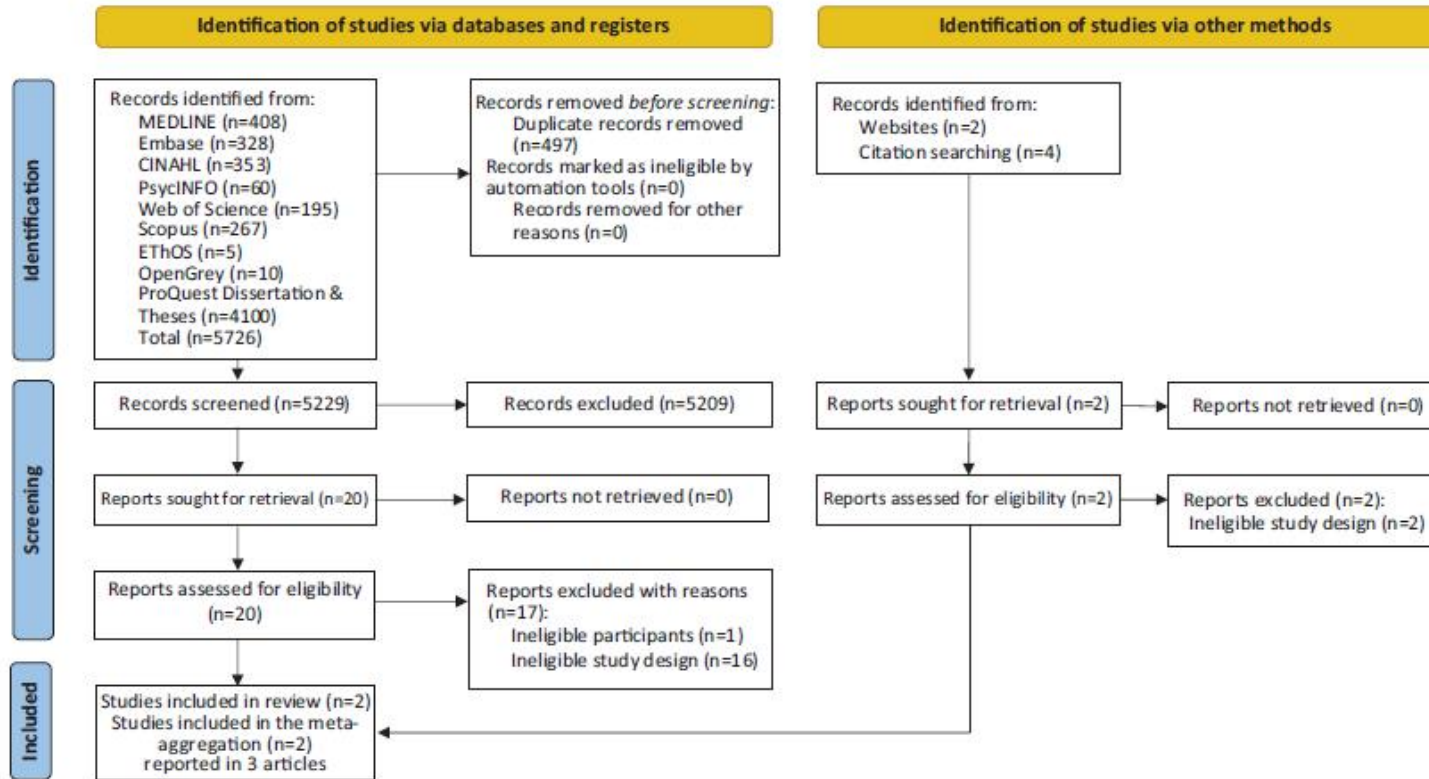 Identification of studies via databases and registers
Identification of studies via other methods
Identification
Records identified from:
MEDLINE (n=408)
Embase (n=328)
CINAHL (n=353)
PsycINFO (n=60)
Web of Science (n=195)
Scopus (n=267)
EThOS (n=5)
OpenGrey (n=10)
ProQuest Dissertation &
Theses (n=4100)
Total (n=5726)
Records removed before screening:
Duplicate records removed
(n=497)
Records marked as ineligible by
automation tools (n=0)
Records removed for other
reasons (n=0)
Records identified from:
Websites (n=2)
Citation searching (n=4)
Screening
Records screened (n=5229)
Records excluded (n=5209)
Reports sought for retrieval (n=2)
Reports not retrieved (n=0)
Reports sought for retrieval (n=20)
Reports not retrieved (n=0)
Reports assessed for eligibility (n=2)
Reports excluded (n=2):
Ineligible study design (n=2)
Reports assessed for eligibility
(n=20)
Reports excluded with reasons
(n=17):
Ineligible participants (n=1)
Ineligible study design (n=16)
Included
Studies included in review (n=2)
Studies included in the meta-
aggregation (n=2)
reported in 3 articles